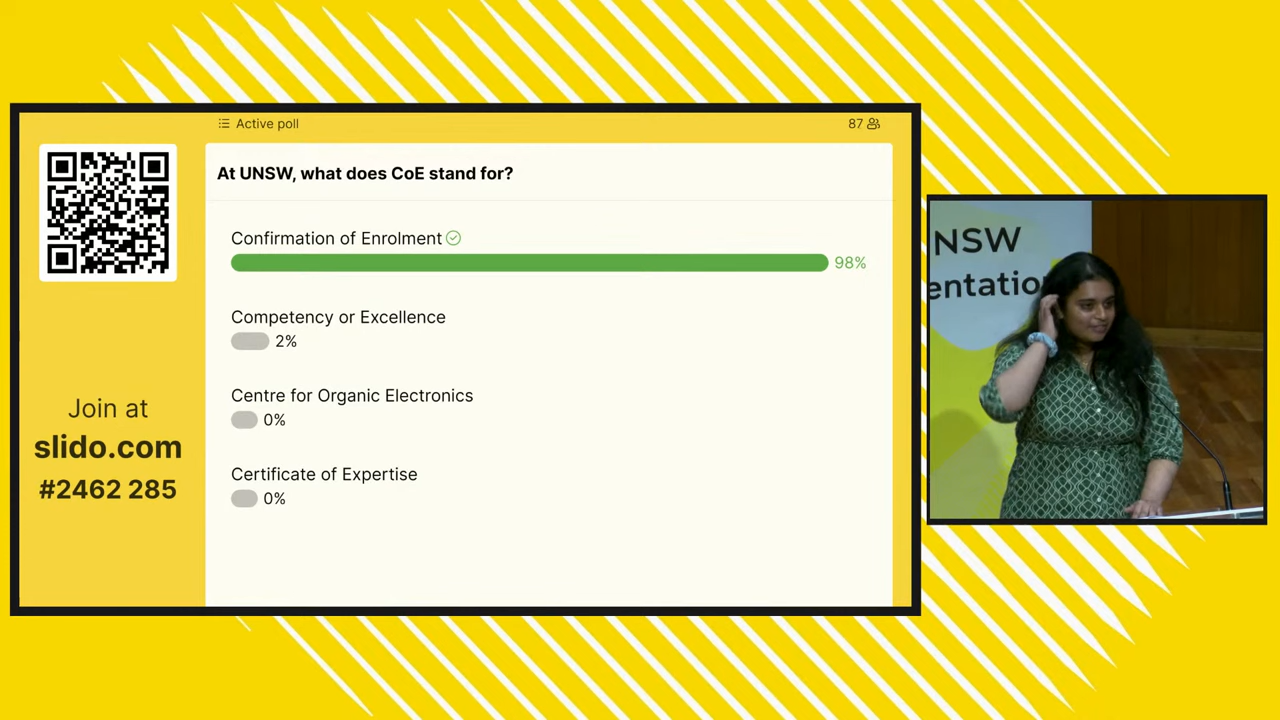 Active poll
87
At UNSW, what does CoE stand for?
Confirmation of Enrolment
98%
Competency or Excellence
2%
Centre for Organic Electronics
0%
Certificate of Expertise
0%
Join at
slido.com
#2462 285
NSW
entatio